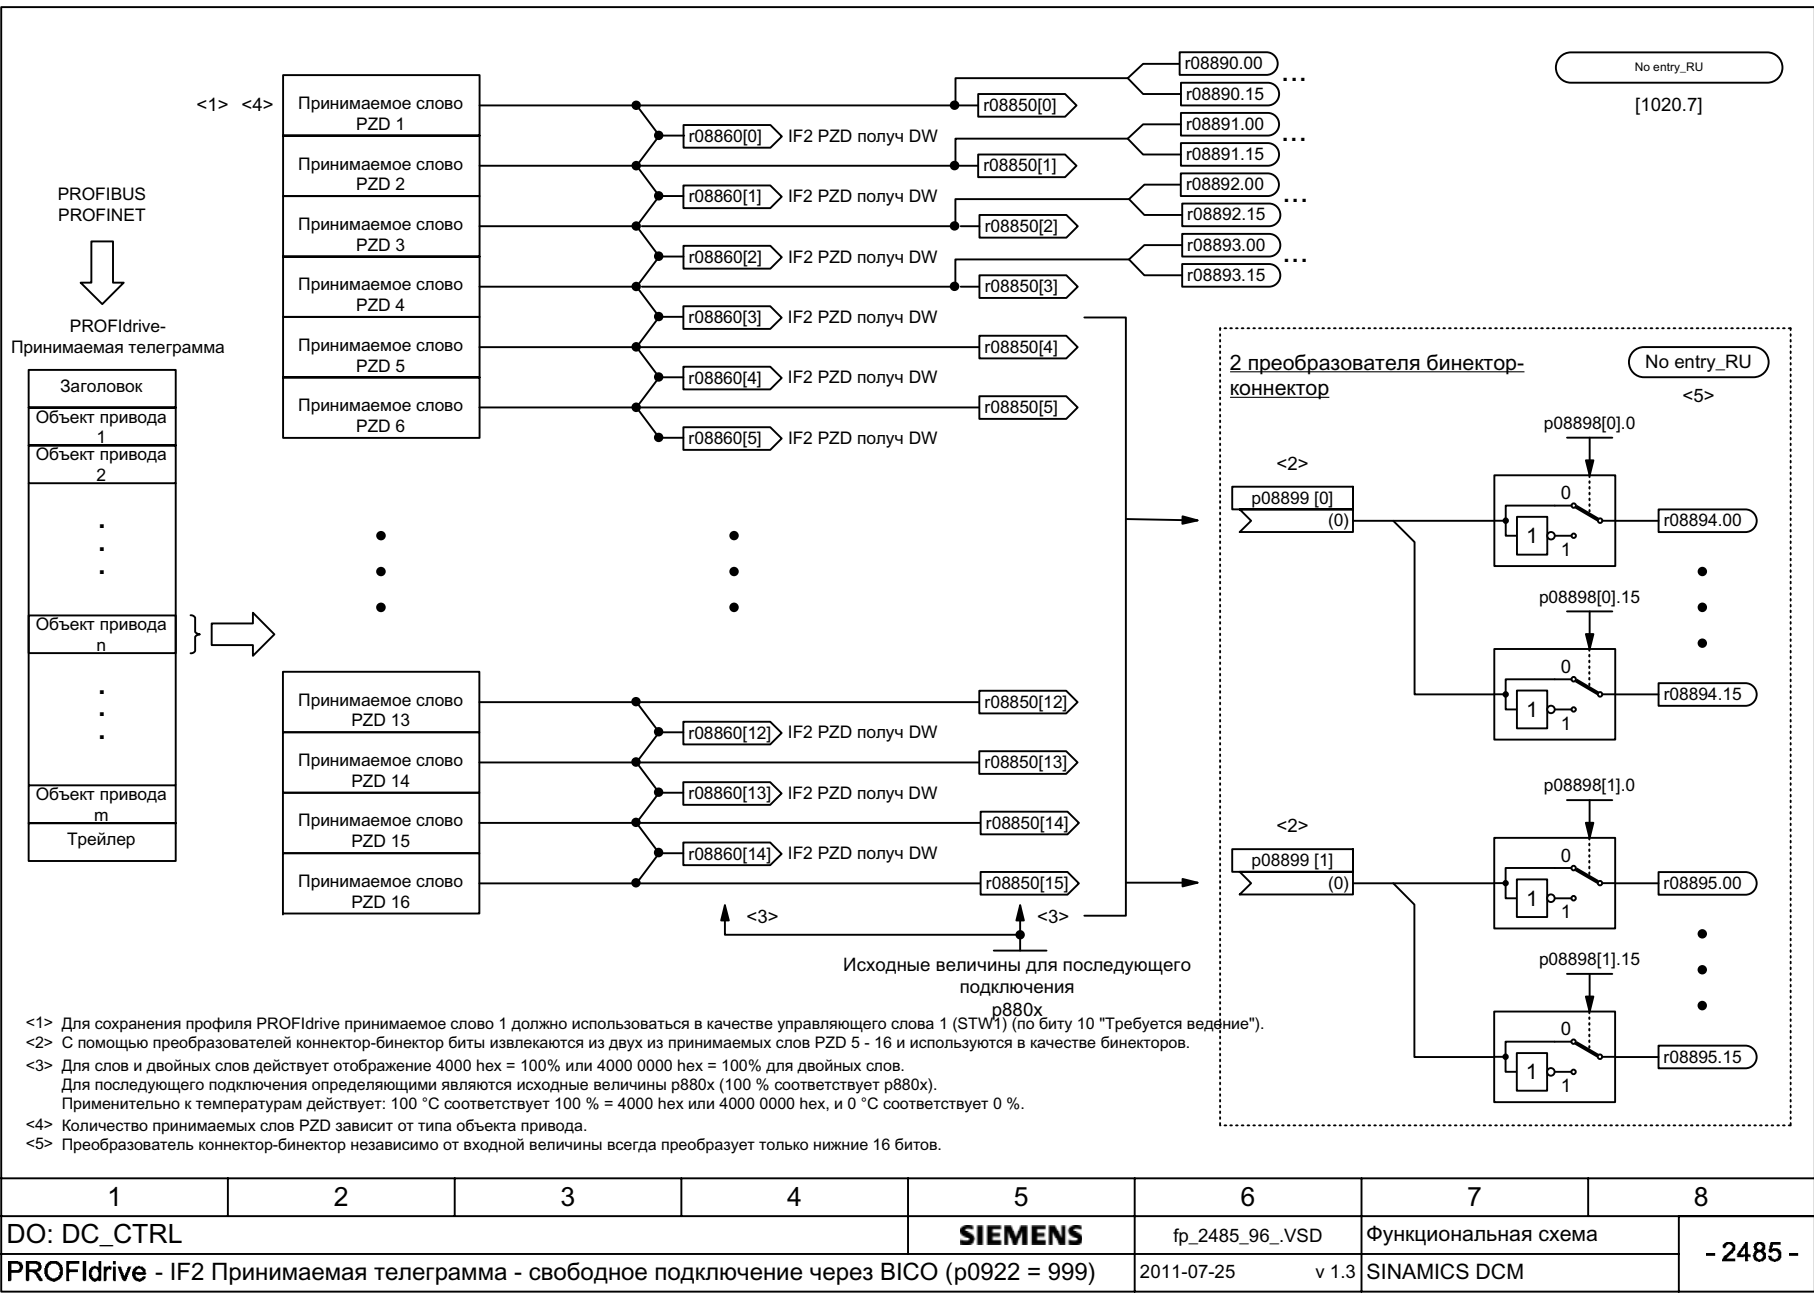 No entry_RU
[1020.7]
<1> <4>
PROFIBUS
PROFINET
PROFIdrive-
Принимаемая телеграмма
Заголовок
Объект привода
1
Объект привода
2
Объект привода
n
Объект привода
m
Трейлер
Принимаемое слово
PZD 1
Принимаемое слово
PZD 2
Принимаемое слово
PZD 3
Принимаемое слово
PZD 4
Принимаемое слово
PZD 5
Принимаемое слово
PZD 6
Принимаемое слово
PZD 13
Принимаемое слово
PZD 14
Принимаемое слово
PZD 15
Принимаемое слово
PZD 16
r08860[0] IF2 PZD получ DW
r08860[1] IF2 PZD получ DW
r08860[2] IF2 PZD получ DW
r08860[3] IF2 PZD получ DW
r08860[4] IF2 PZD получ DW
r08860[5] IF2 PZD получ DW
r08860[12] IF2 PZD получ DW
r08860[13] IF2 PZD получ DW
r08860[14] IF2 PZD получ DW
r08850[0]
r08850[1]
r08850[2]
r08850[3]
r08850[4]
r08850[5]
r08850[12]
r08850[13]
r08850[14]
r08850[15]
<3>
<3>
Исходные величины для последующего
подключения
p880x
r08890.00
...
r08890.15
r08891.00
...
r08891.15
r08892.00
...
r08892.15
r08893.00
...
r08893.15
2 преобразователя бинектор-
коннектор
No entry_RU
<5>
<2>
p08899 [0]
(0)
p08898[0].0
0
1
1
r08894.00
p08898[0].15
0
1
1
r08894.15
<2>
p08899 [1]
(0)
p08898[1].0
0
1
1
r08895.00
p08898[1].15
0
1
1
r08895.15
<1> Для сохранения профиля PROFIdrive принимаемое слово 1 должно использоваться в качестве управляющего слова 1 (STW1) (по биту 10 "Требуется ведение").
<2> С помощью преобразователей коннектор-бинектор биты извлекаются из двух из принимаемых слов PZD 5 - 16 и используются в качестве бинекторов.
<3> Для слов и двойных слов действует отображение 4000 hex = 100% или 4000 0000 hex = 100% для двойных слов.
Для последующего подключения определяющими являются исходные величины p880x (100 % соответствует p880x).
Применительно к температурам действует: 100 °C соответствует 100 % = 4000 hex или 4000 0000 hex, и 0 °C соответствует 0 %.
<4> Количество принимаемых слов PZD зависит от типа объекта привода.
<5> Преобразователь коннектор-бинектор независимо от входной величины всегда преобразует только нижние 16 битов.
1 2 3 4 5 6 7 8
DO: DC_CTRL
SIEMENS
fp_2485_96_.VSD
Функциональная схема
- 2485 -
PROFIdrive - IF2 Принимаемая телеграмма - свободное подключение через BICO (p0922 = 999)
2011-07-25 v 1.3
SINAMICS DCM